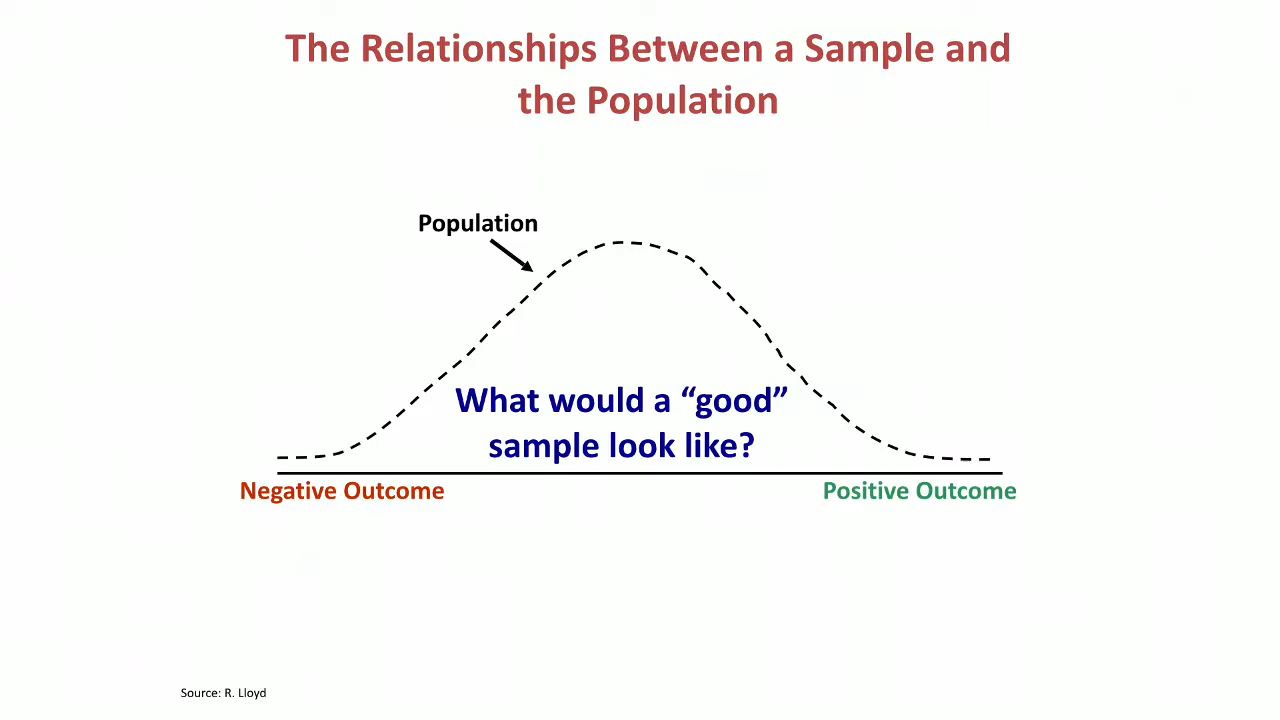 The Relationships Between a Sample and
the Population
Population
What would a “good”
sample look like?
Negative Outcome
Positive Outcome
Source: R. Lloyd